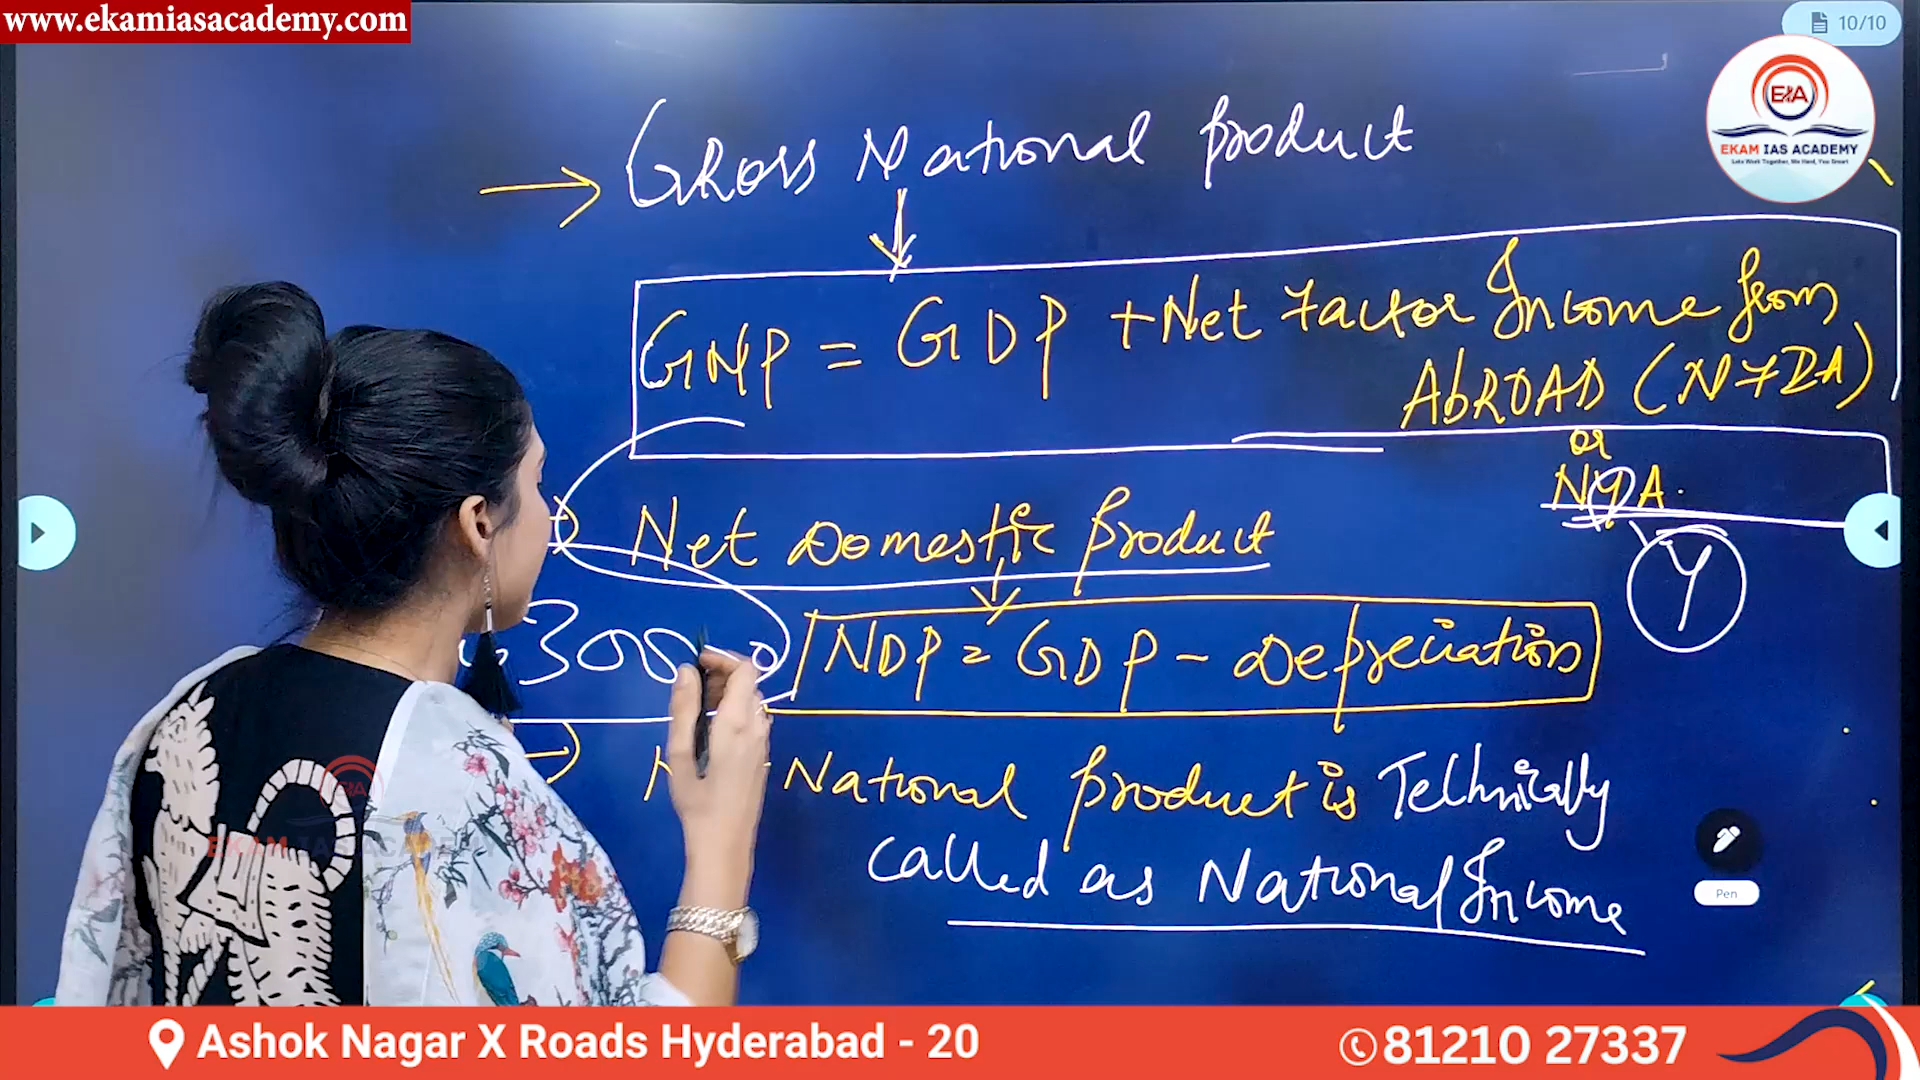 www.ekamiasacademy.com
10/10
EIA
EKAM IAS ACADEMY
Gross National Product
GNP = GDP + Net Factor Income from
AbROAD (NFIA)
or
NYA
Y
Net Domestic product
300
NDP = GDP - Depreciation
National product is Technically
called as National Income
Pen
Ashok Nagar X Roads Hyderabad - 20
81210 27337